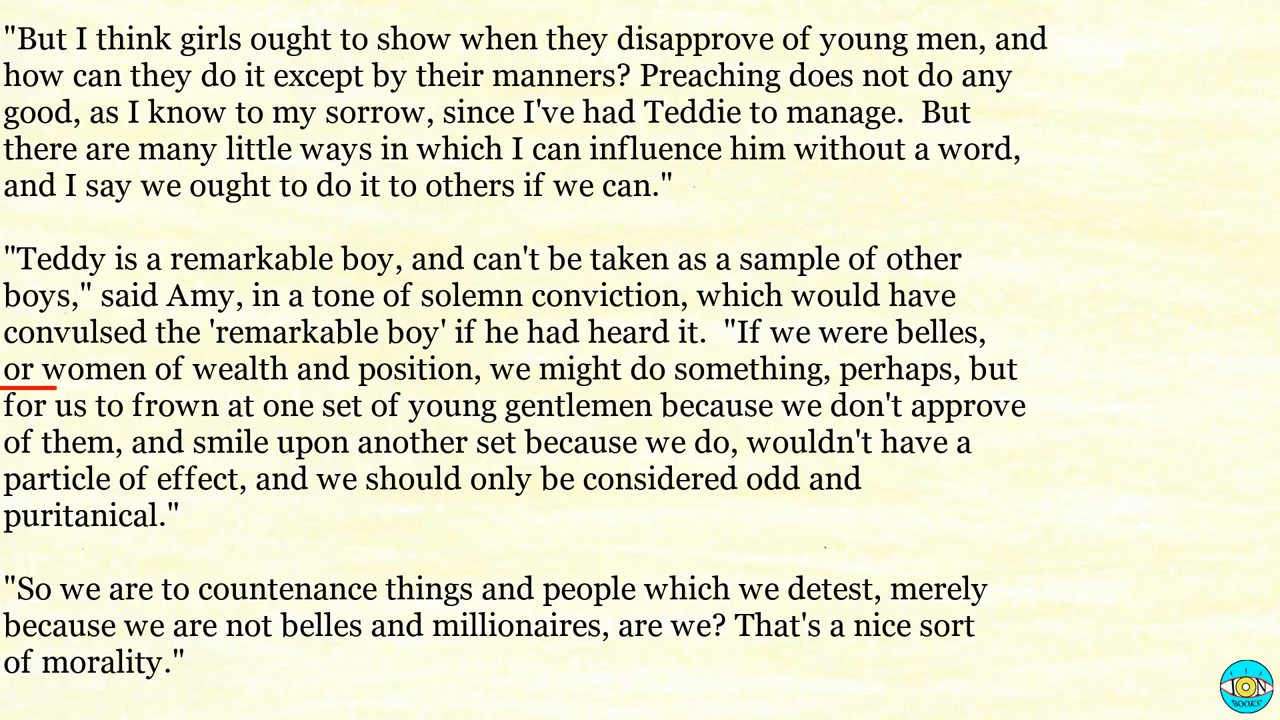 "But I think girls ought to show when they disapprove of young men, and
how can they do it except by their manners? Preaching does not do any
good, as I know to my sorrow, since I've had Teddie to manage.  But
there are many little ways in which I can influence him without a word,
and I say we ought to do it to others if we can."
"Teddy is a remarkable boy, and can't be taken as a sample of other
boys," said Amy, in a tone of solemn conviction, which would have
convulsed the 'remarkable boy' if he had heard it.  "If we were belles,
or women of wealth and position, we might do something, perhaps, but
for us to frown at one set of young gentlemen because we don't approve
of them, and smile upon another set because we do, wouldn't have a
particle of effect, and we should only be considered odd and
puritanical."
"So we are to countenance things and people which we detest, merely
because we are not belles and millionaires, are we? That's a nice sort
of morality."
ION
BOOKS